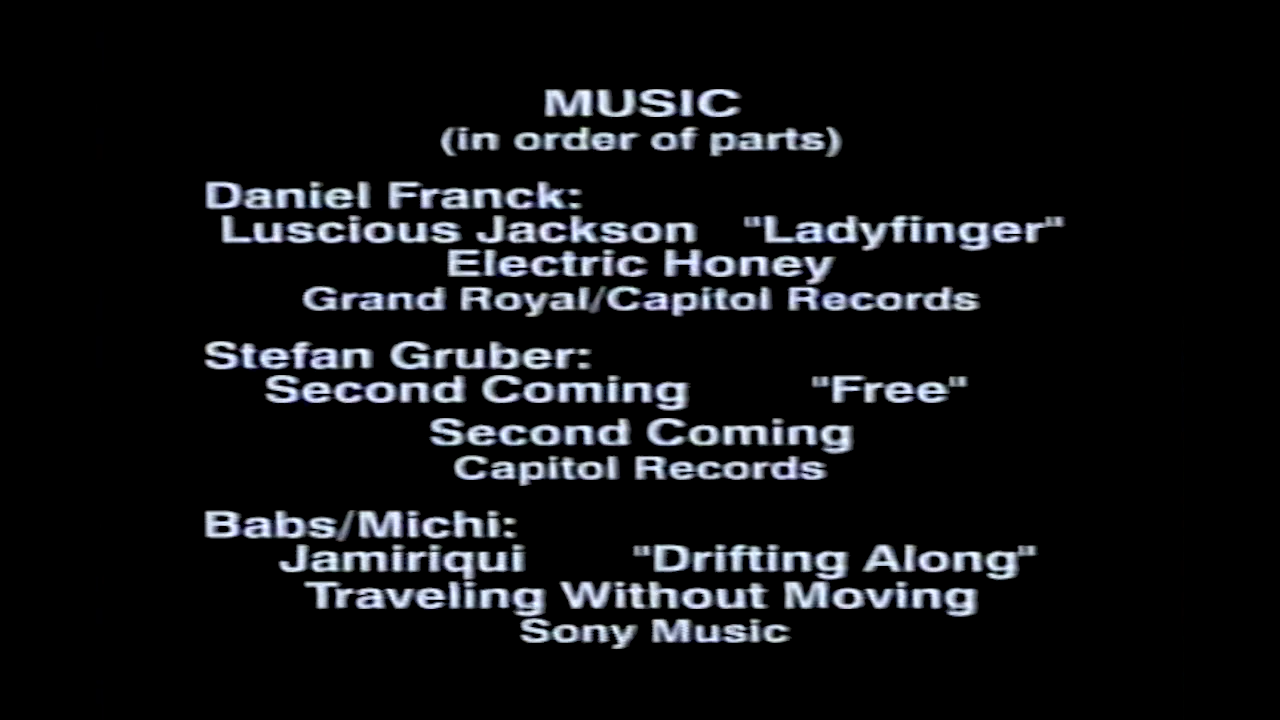 MUSIC
(in order of parts)
Daniel Franck:
Luscious Jackson "Ladyfinger"
Electric Honey
Grand Royal/Capitol Records
Stefan Gruber:
Second Coming "Free"
Second Coming
Capitol Records
Babs/Michi:
Jamiriqui "Drifting Along"
Traveling Without Moving
Sony Music